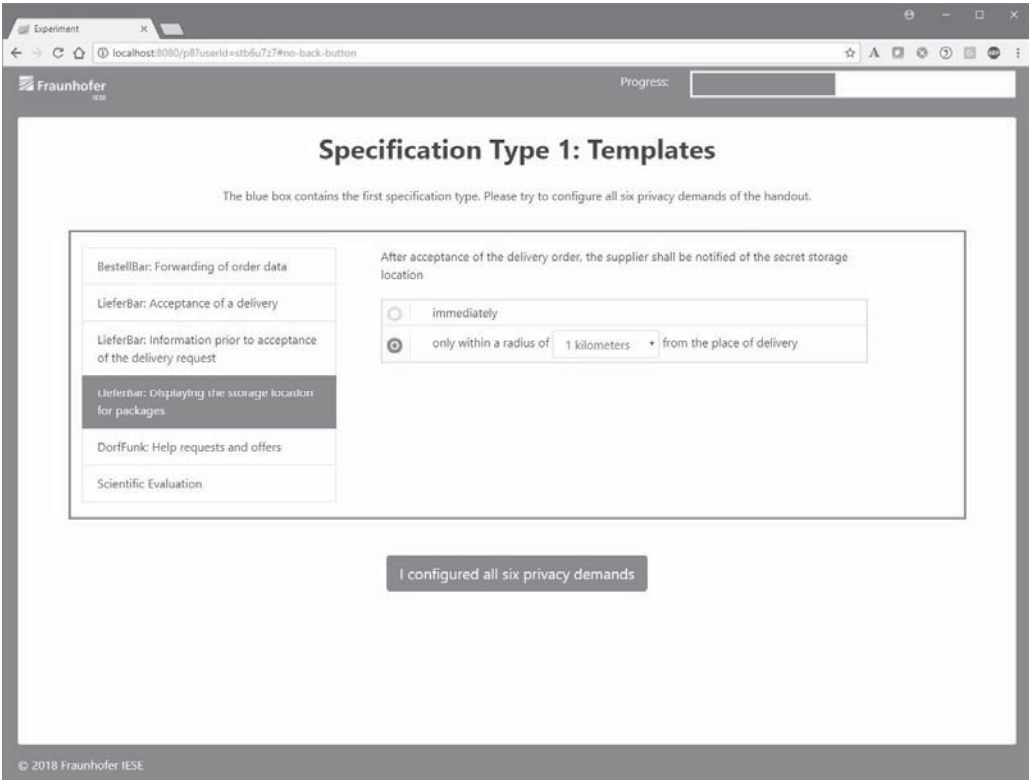 Experiment
localhost:8080/p8?userId=stb6u7z7#no-back-button
Fraunhofer
IESE
Progress:
Specification Type 1: Templates
The blue box contains the first specification type. Please try to configure all six privacy demands of the handout.
BestellBar: Forwarding of order data
LieferBar: Acceptance of a delivery
LieferBar: Information prior to acceptance
of the delivery request
LieferBar: Displaying the storage location
for packages
DorfFunk: Help requests and offers
Scientific Evaluation
After acceptance of the delivery order, the supplier shall be notified of the secret storage
location
immediately
only within a radius of 1 kilometers from the place of delivery
I configured all six privacy demands
© 2018 Fraunhofer IESE